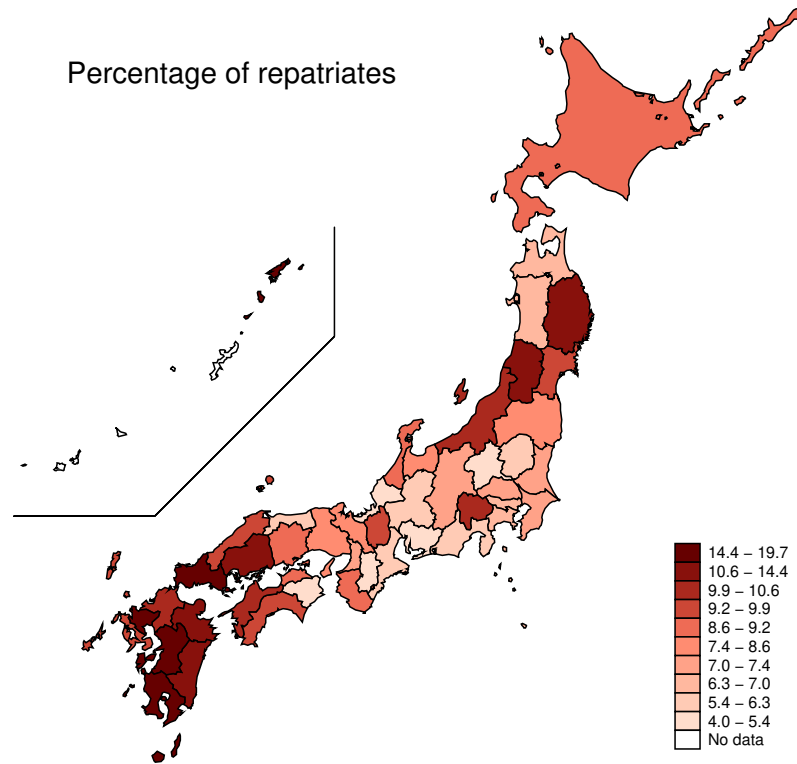 Percentage of repatriates
14.4 – 19.7
10.6 – 14.4
9.9 – 10.6
9.2 – 9.9
8.6 – 9.2
7.4 – 8.6
7.0 – 7.4
6.3 – 7.0
5.4 – 6.3
4.0 – 5.4
No data